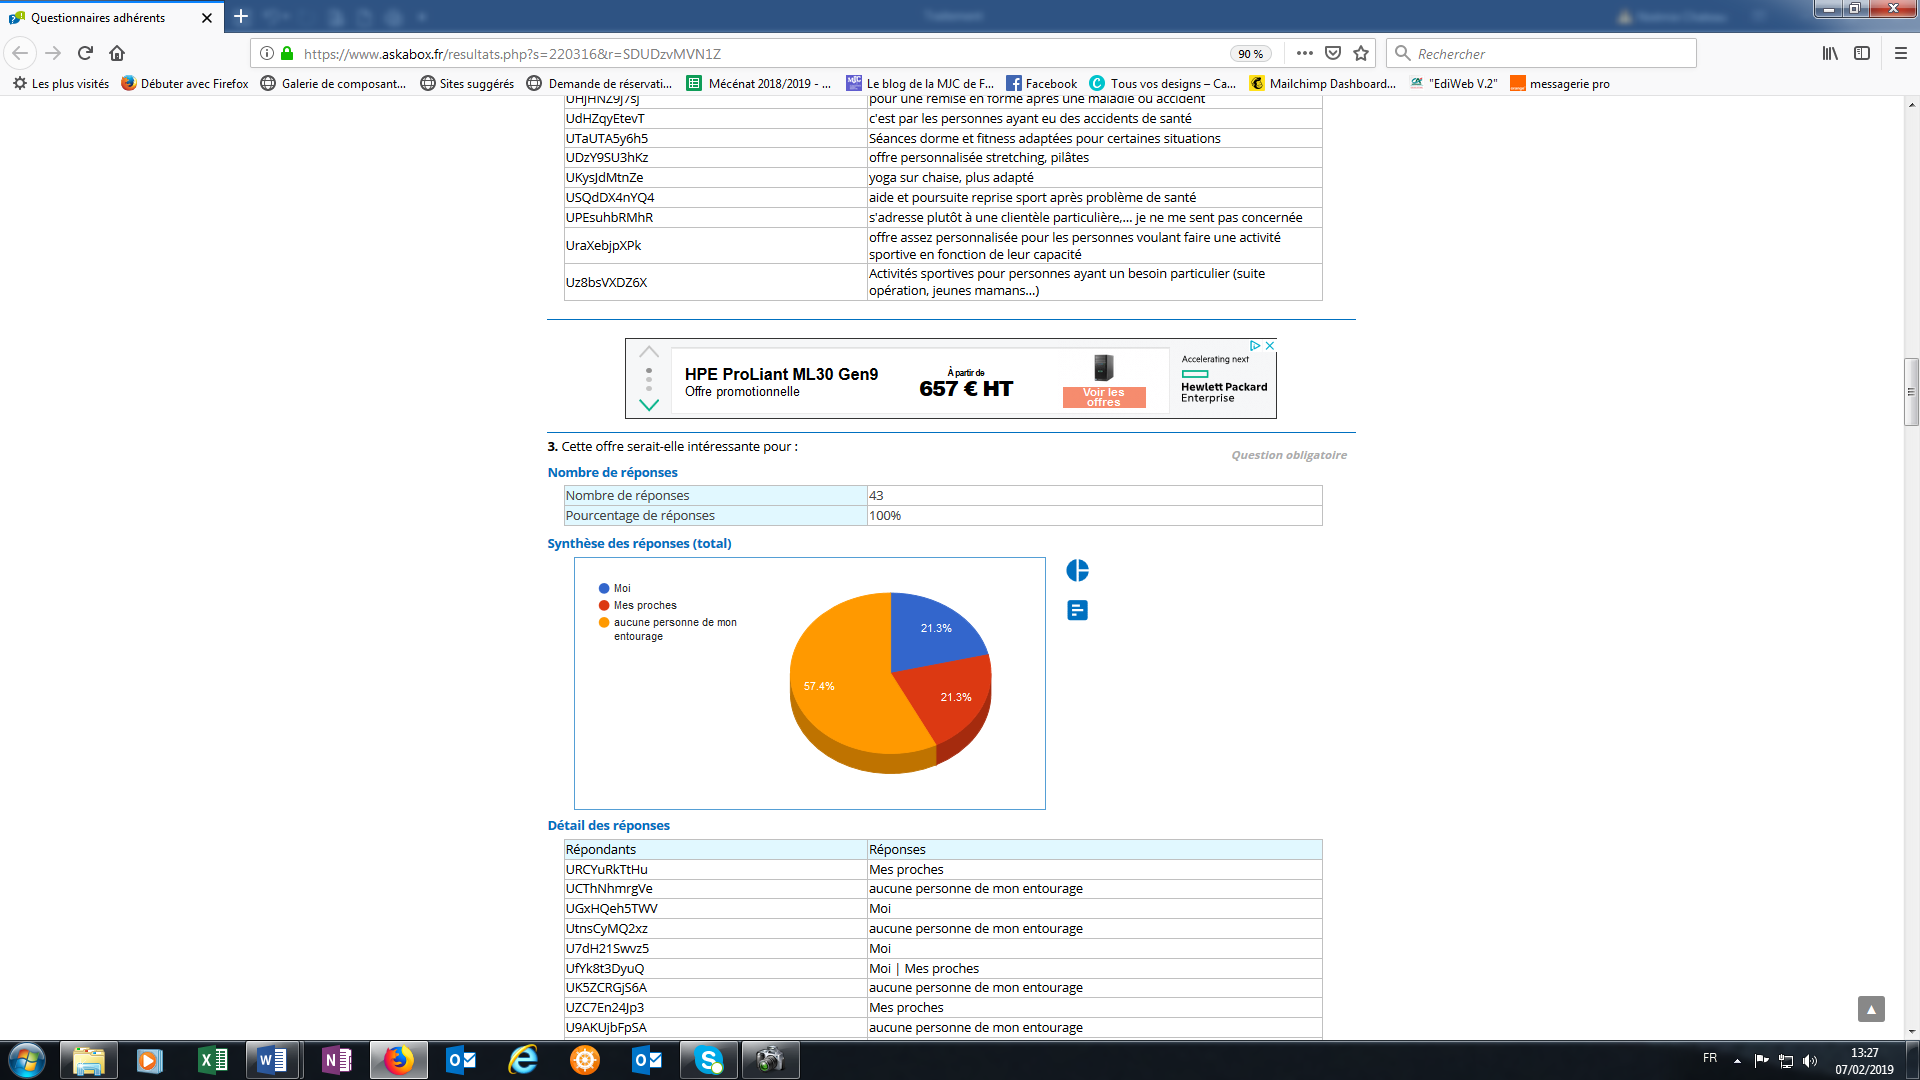 Questionnaires adhérents
https://www.askabox.fr/resultats.php?s=220316&r=SDUDzvMVN1Z
90 %
Rechercher
Les plus visités
Débuter avec Firefox
Galerie de composant...
Sites suggérés
Demande de réservati...
Mécénat 2018/2019 - ...
Le blog de la MJC de F...
Facebook
Tous vos designs – Ca...
Mailchimp Dashboard...
"EdiWeb V.2"
messagerie pro
UHJHNZ9J7sJ pour une remise en forme après une maladie ou accident
UdHZqyEtevT c'est par les personnes ayant eu des accidents de santé
UTaUTA5y6h5 Séances dorme et fitness adaptées pour certaines situations
UDzY9SU3hKz offre personnalisée stretching, pilâtes
UKysJdMtnZe yoga sur chaise, plus adapté
USQdDX4nYQ4 aide et poursuite reprise sport après problème de santé
UPEsuhbRMhR s'adresse plutôt à une clientèle particulière,... je ne me sent pas concernée
UraXebjpXPk offre assez personnalisée pour les personnes voulant faire une activité
sportive en fonction de leur capacité
Uz8bsVXDZ6X Activités sportives pour personnes ayant un besoin particulier (suite
opération, jeunes mamans...)
HPE ProLiant ML30 Gen9
Offre promotionnelle
À partir de
657 € HT
Voir les
offres
Accelerating next
Hewlett Packard
Enterprise
3. Cette offre serait-elle intéressante pour :
Question obligatoire
Nombre de réponses
Nombre de réponses 43
Pourcentage de réponses 100%
Synthèse des réponses (total)
Moi
Mes proches
aucune personne de mon
entourage
21.3%
57.4%
21.3%
Détail des réponses
Répondants Réponses
URCYuRkTtHu Mes proches
UCThNhmrgVe aucune personne de mon entourage
UGxHQeh5TWV Moi
UtnsCyMQ2xz aucune personne de mon entourage
U7dH21Swvz5 Moi
UfYk8t3DyuQ Moi | Mes proches
UK5ZCRGjS6A aucune personne de mon entourage
UZC7En24Jp3 Mes proches
U9AKUjbFpSA aucune personne de mon entourage
FR
13:27
07/02/2019